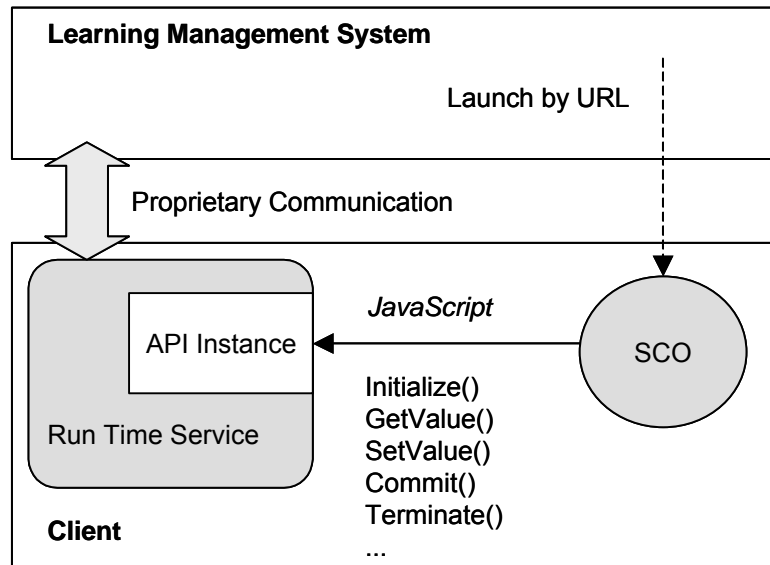 Learning Management System
Launch by URL
Proprietary Communication
JavaScript
API Instance
SCO
Run Time Service
Initialize()
GetValue()
SetValue()
Commit()
Terminate()
...
Client